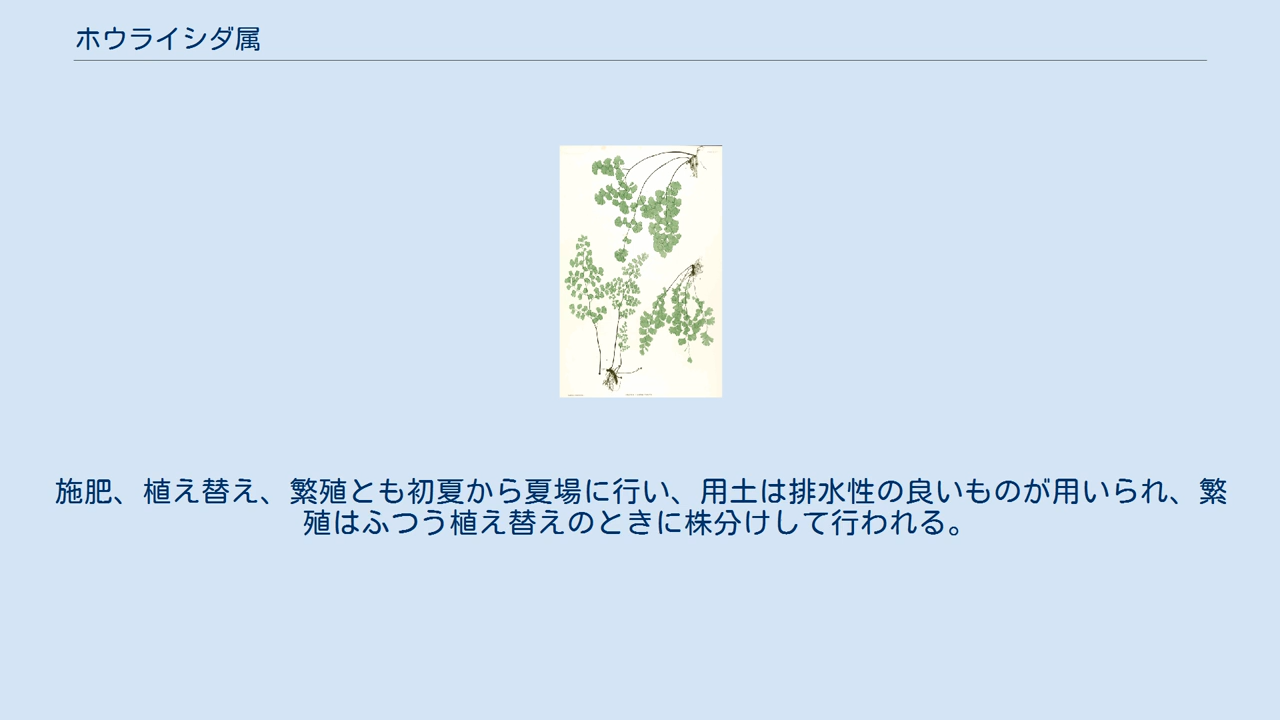 ホウライシダ属
施肥、植え替え、繁殖とも初夏から夏場に行い、用土は排水性の良いものが用いられ、繁
殖はふつう植え替えのときに株分けして行われる。